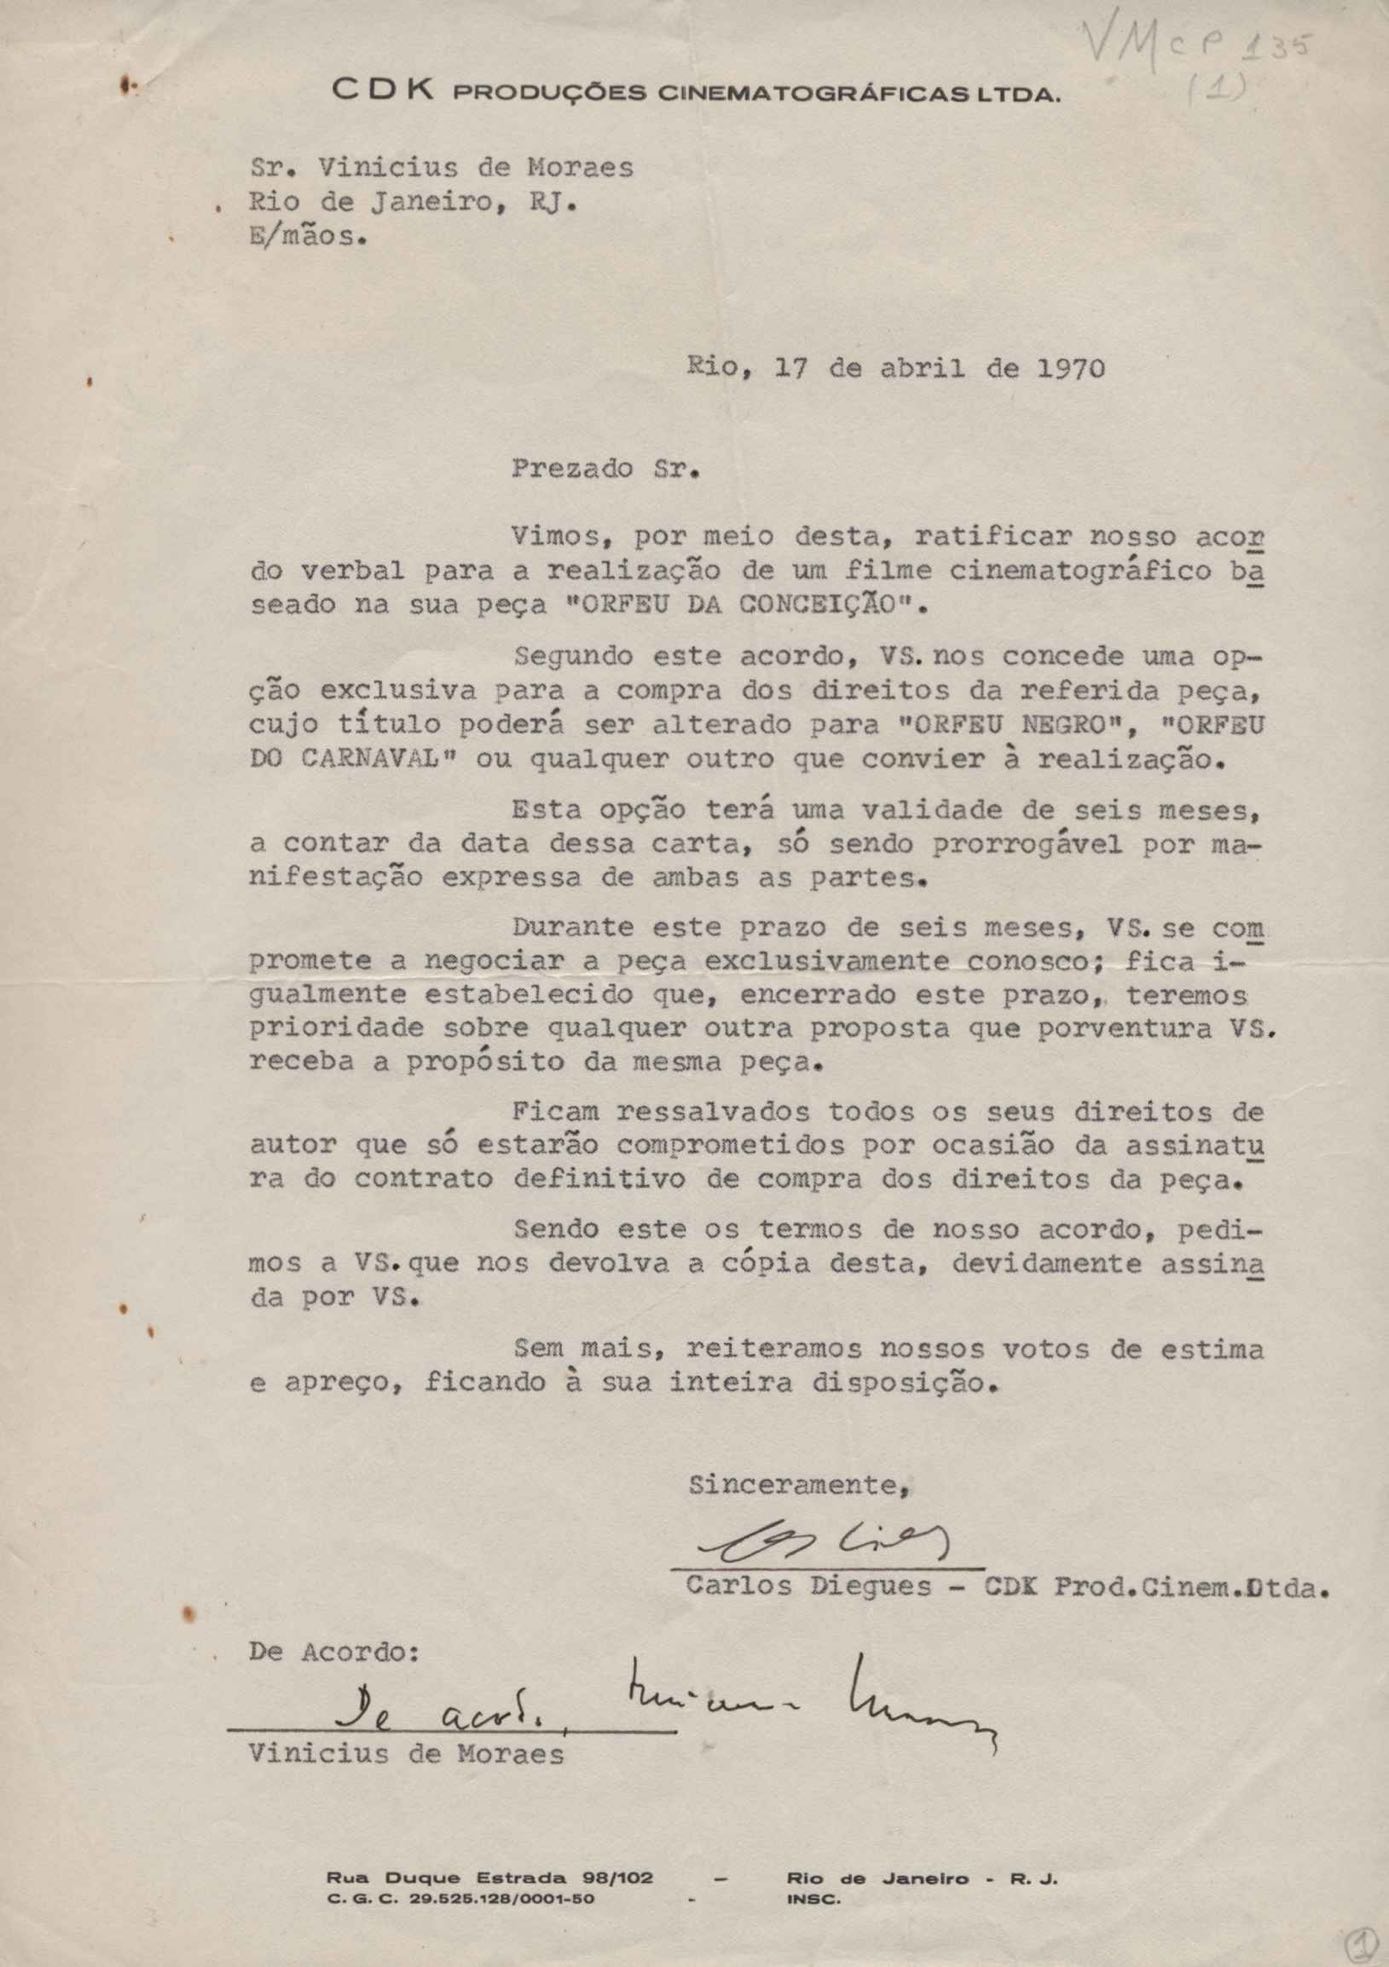 VMcP 135
(1)
CDK PRODUÇÕES CINEMATOGRÁFICAS LTDA.
Sr. Vinicius de Moraes
Rio de Janeiro, RJ.
E/mãos.
Rio, 17 de abril de 1970
Prezado Sr.
Vimos, por meio desta, ratificar nosso acor
do verbal para a realização de um filme cinematográfico ba
seado na sua peça "ORFEU DA CONCEIÇÃO".
Segundo este acordo, VS. nos concede uma op-
ção exclusiva para a compra dos direitos da referida peça,
cujo título poderá ser alterado para "ORFEU NEGRO", "ORFEU
DO CARNAVAL" ou qualquer outro que convier à realização.
Esta opção terá uma validade de seis meses,
a contar da data dessa carta, só sendo prorrogável por ma-
nifestação expressa de ambas as partes.
Durante este prazo de seis meses, VS. se com
promete a negociar a peça exclusivamente conosco; fica i-
gualmente estabelecido que, encerrado este prazo, teremos
prioridade sobre qualquer outra proposta que porventura VS.
receba a propósito da mesma peça.
Ficam ressalvados todos os seus direitos de
autor que só estarão comprometidos por ocasião da assinatu
ra do contrato definitivo de compra dos direitos da peça.
Sendo este os termos de nosso acordo, pedi-
mos a VS. que nos devolva a cópia desta, devidamente assina
da por VS.
Sem mais, reiteramos nossos votos de estima
e apreço, ficando à sua inteira disposição.
Sinceramente,
Carlos Diegues - CDK Prod.Cinem.Dtda.
De Acordo:
De acordo, Vinicius de Moraes
Vinicius de Moraes
Rua Duque Estrada 98/102 - Rio de Janeiro - R. J.
C. G. C. 29.525.128/0001-50 - INSC.
1